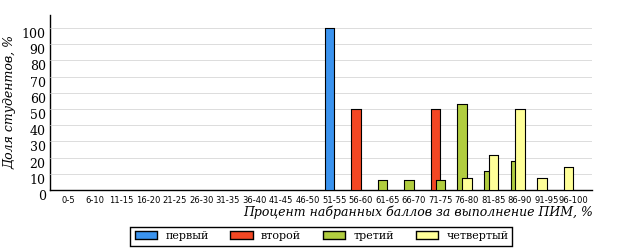 Доля студентов, %
100
90
80
70
60
50
40
30
20
10
0
0-5 6-10 11-15 16-20 21-25 26-30 31-35 36-40 41-45 46-50 51-55 56-60 61-65 66-70 71-75 76-80 81-85 86-90 91-95 96-100
Процент набранных баллов за выполнение ПИМ, %
первый второй третий четвертый